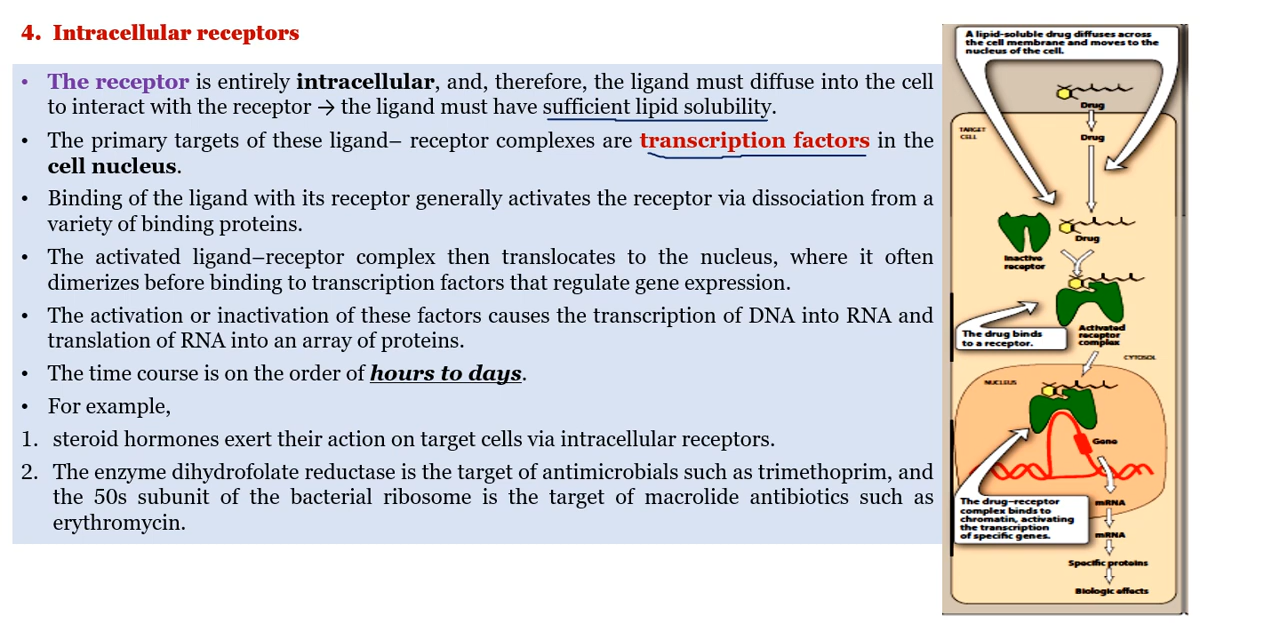 4. Intracellular receptors
• The receptor is entirely intracellular, and, therefore, the ligand must diffuse into the cell
to interact with the receptor → the ligand must have sufficient lipid solubility.
• The primary targets of these ligand– receptor complexes are transcription factors in the
cell nucleus.
• Binding of the ligand with its receptor generally activates the receptor via dissociation from a
variety of binding proteins.
• The activated ligand–receptor complex then translocates to the nucleus, where it often
dimerizes before binding to transcription factors that regulate gene expression.
• The activation or inactivation of these factors causes the transcription of DNA into RNA and
translation of RNA into an array of proteins.
• The time course is on the order of hours to days.
• For example,
1. steroid hormones exert their action on target cells via intracellular receptors.
2. The enzyme dihydrofolate reductase is the target of antimicrobials such as trimethoprim, and
the 50s subunit of the bacterial ribosome is the target of macrolide antibiotics such as
erythromycin.
A lipid-soluble drug diffuses across
the cell membrane and moves to the
nucleus of the cell.
Drug
TARGET
CELL
Drug
Drug
Inactive
receptor
The drug binds
to a receptor.
Activated
receptor
complex
CYTOSOL
NUCLEUS
Gene
The drug–receptor
complex binds to
chromatin, activating
the transcription
of specific genes.
mRNA
mRNA
Specific proteins
Biologic effects